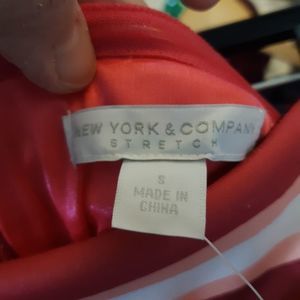 NEW YORK & COMPANY
STRETCH
S
MADE IN
CHINA